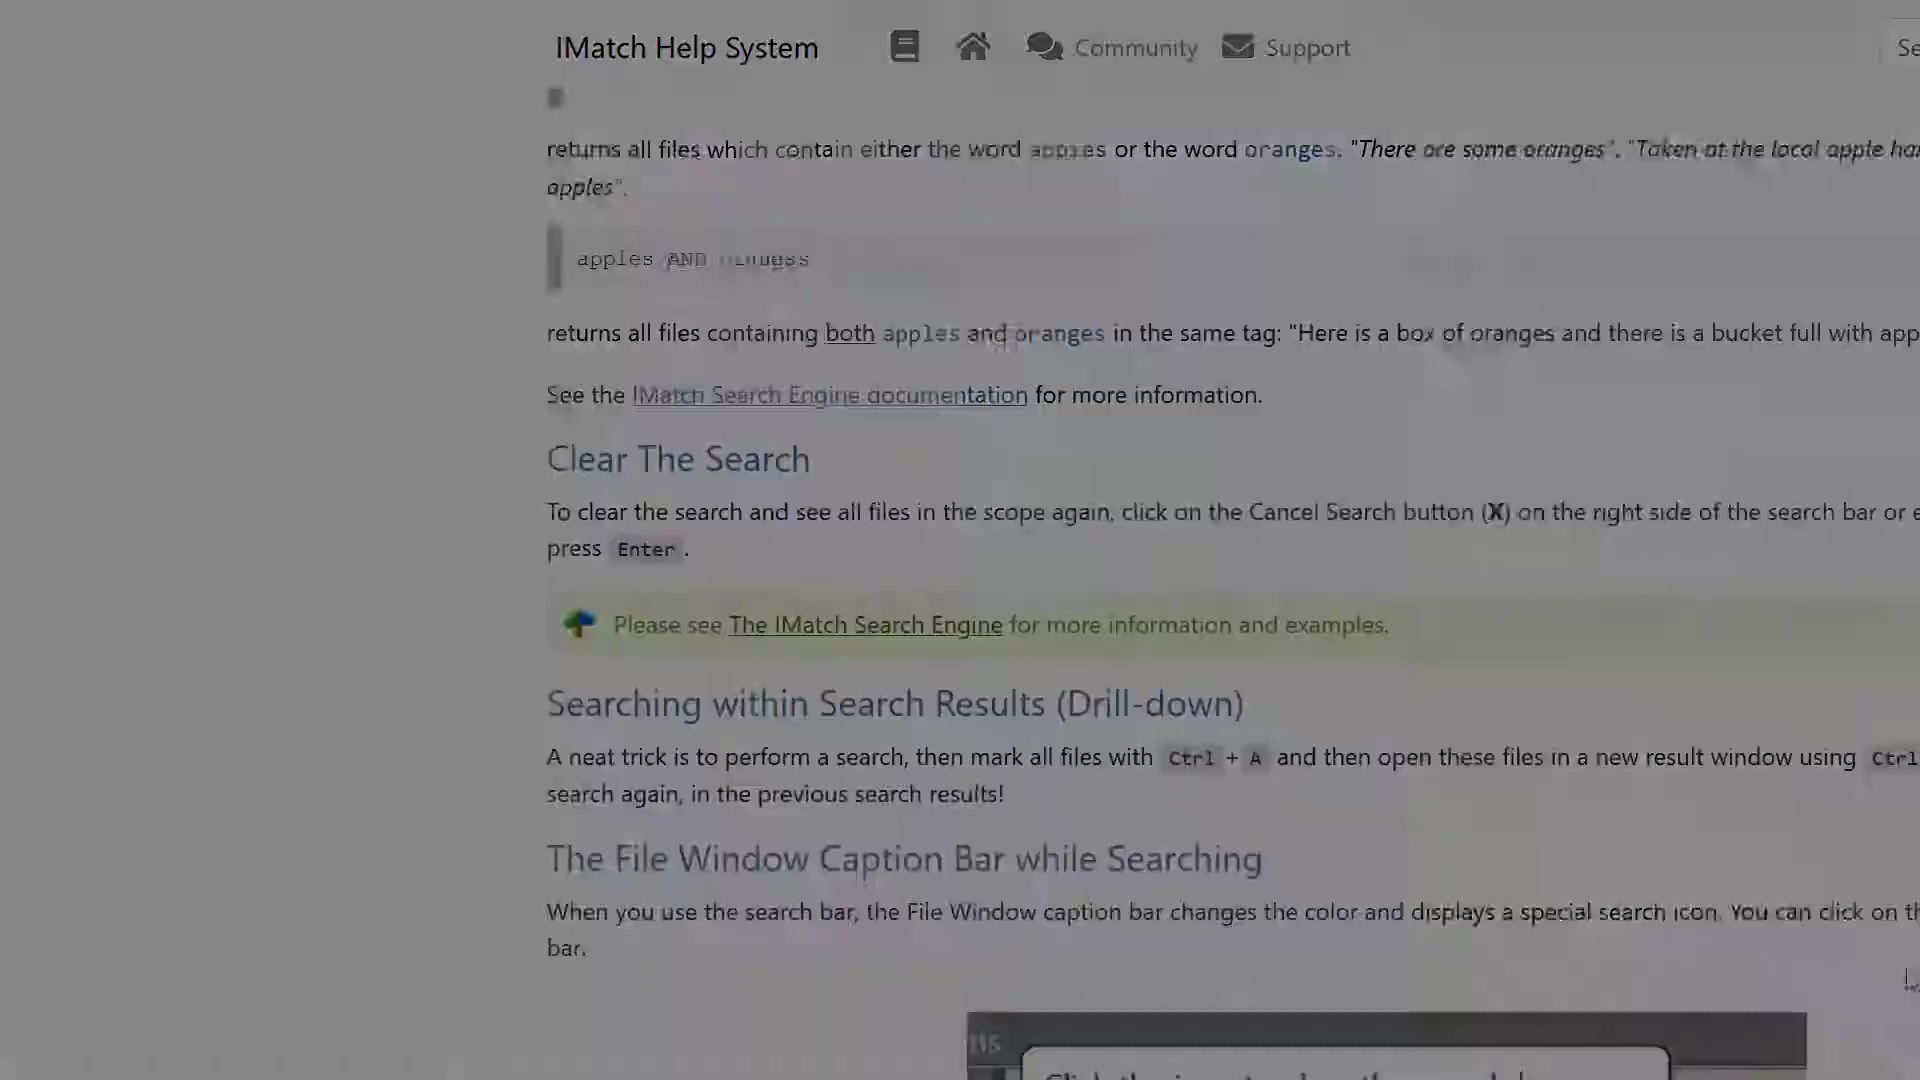 IMatch Help System Community Support Se
returns all files which contain either the word apples or the word oranges. "There are some oranges", "Taken at the local apple har
apples".
apples AND
returns all files containing both apples and oranges in the same tag: "Here is a box of oranges and there is a bucket full with app
See the IMatch Search Engine documentation for more information.
Clear The Search
To clear the search and see all files in the scope again, click on the Cancel Search button (X) on the right side of the search bar or e
press Enter .
Please see The IMatch Search Engine for more information and examples.
Searching within Search Results (Drill-down)
A neat trick is to perform a search, then mark all files with Ctrl + A and then open these files in a new result window using Ctrl
search again, in the previous search results!
The File Window Caption Bar while Searching
When you use the search bar, the File Window caption bar changes the color and displays a special search icon. You can click on th
bar.